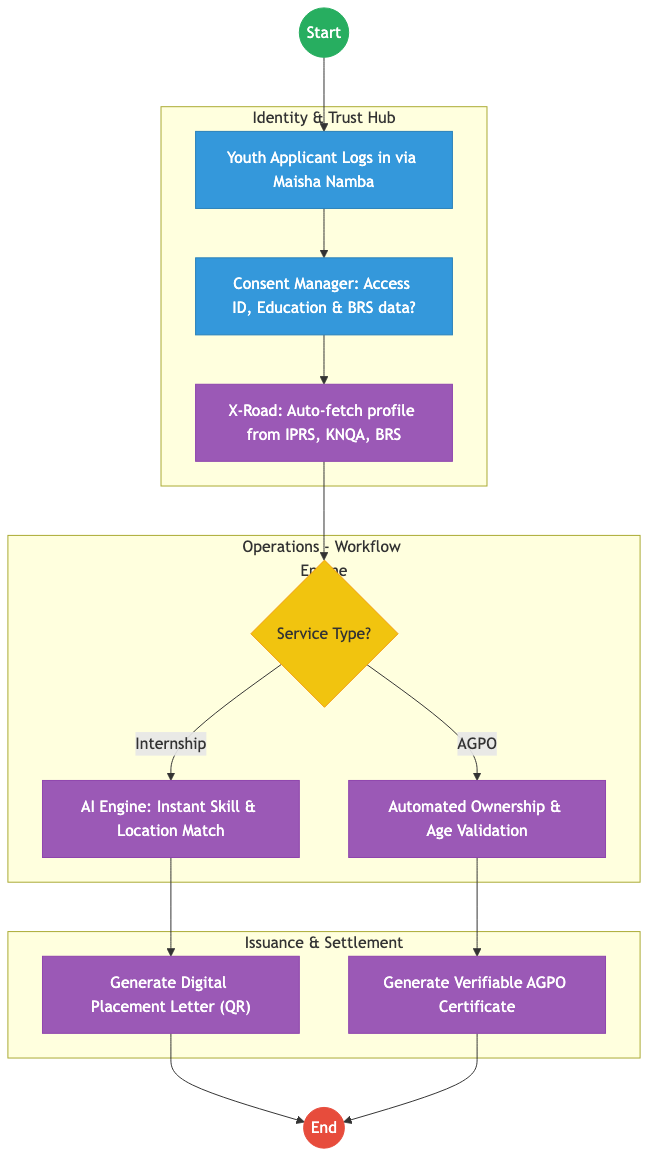 Start
Identity & Trust Hub
Youth Applicant Logs in via
Maisha Namba
Consent Manager: Access
ID, Education & BRS data?
X-Road: Auto-fetch profile
from IPRS, KNQA, BRS
Operations - Workflow
Engine
Service Type?
Internship
AGPO
AI Engine: Instant Skill &
Location Match
Automated Ownership &
Age Validation
Issuance & Settlement
Generate Digital
Placement Letter (QR)
Generate Verifiable AGPO
Certificate
End